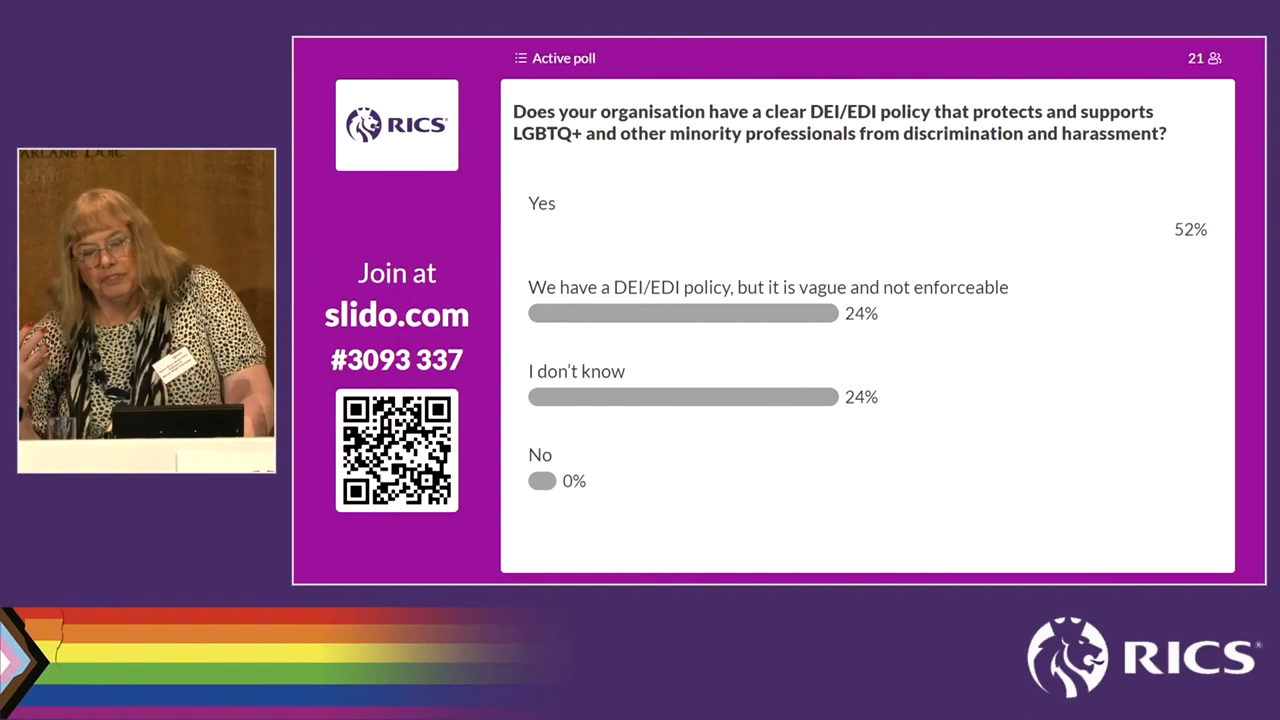 ARLANE DOIG
Active poll
21
RICS
Does your organisation have a clear DEI/EDI policy that protects and supports
LGBTQ+ and other minority professionals from discrimination and harassment?
Yes
52%
We have a DEI/EDI policy, but it is vague and not enforceable
24%
I don't know
24%
No
0%
Join at
slido.com
#3093 337
RICS